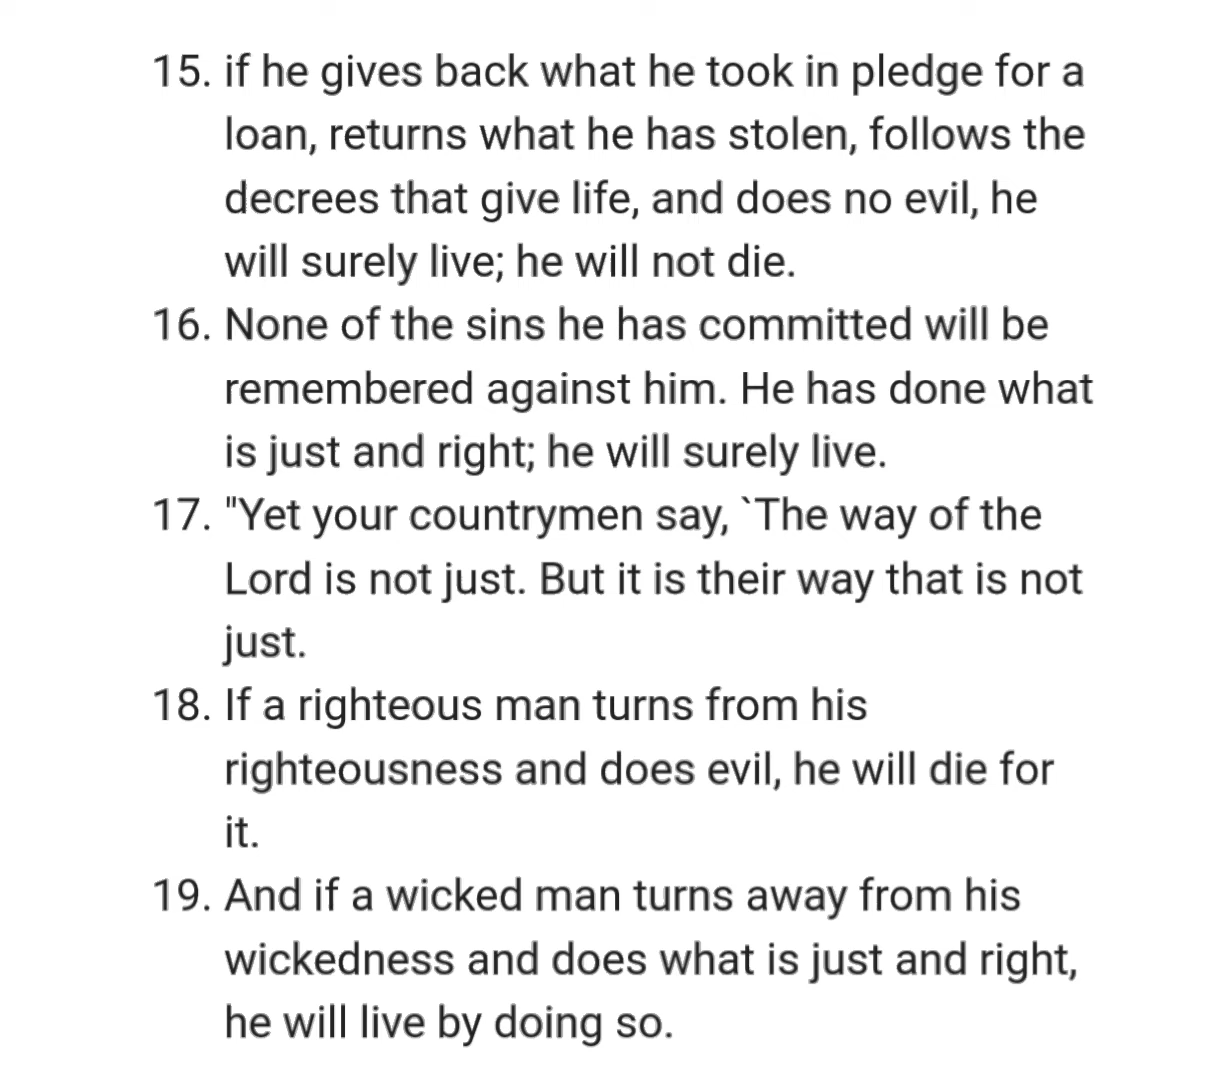 15. if he gives back what he took in pledge for a
loan, returns what he has stolen, follows the
decrees that give life, and does no evil, he
will surely live; he will not die.
16. None of the sins he has committed will be
remembered against him. He has done what
is just and right; he will surely live.
17. "Yet your countrymen say, `The way of the
Lord is not just. But it is their way that is not
just.
18. If a righteous man turns from his
righteousness and does evil, he will die for
it.
19. And if a wicked man turns away from his
wickedness and does what is just and right,
he will live by doing so.